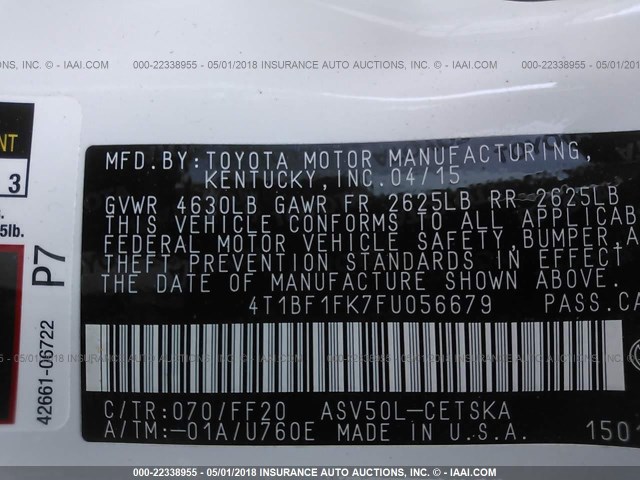 000-22338955 - 05/01/2018 INSURANCE AUTO AUCTIONS, INC. - © IAAI.COM
NT
3
5lb.
P7
42661-06722
MFD.BY:TOYOTA MOTOR MANUFACTURING,
KENTUCKY,INC.04/15
GVWR 4630LB GAWR FR 2625LB RR 2625LB
THIS VEHICLE CONFORMS TO ALL APPLICAB
FEDERAL MOTOR VEHICLE SAFETY,BUMPER,A
THEFT PREVENTION STANDARDS IN EFFECT
THE DATE OF MANUFACTURE SHOWN ABOVE.
4T1BF1FK7FU056679 PASS.CA
C/TR:070/FF20 ASV50L-CETSKA
A/TM:-01A/U760E MADE IN U.S.A. 1501
000-22338955 - 05/01/2018 INSURANCE AUTO AUCTIONS, INC. - © IAAI.COM